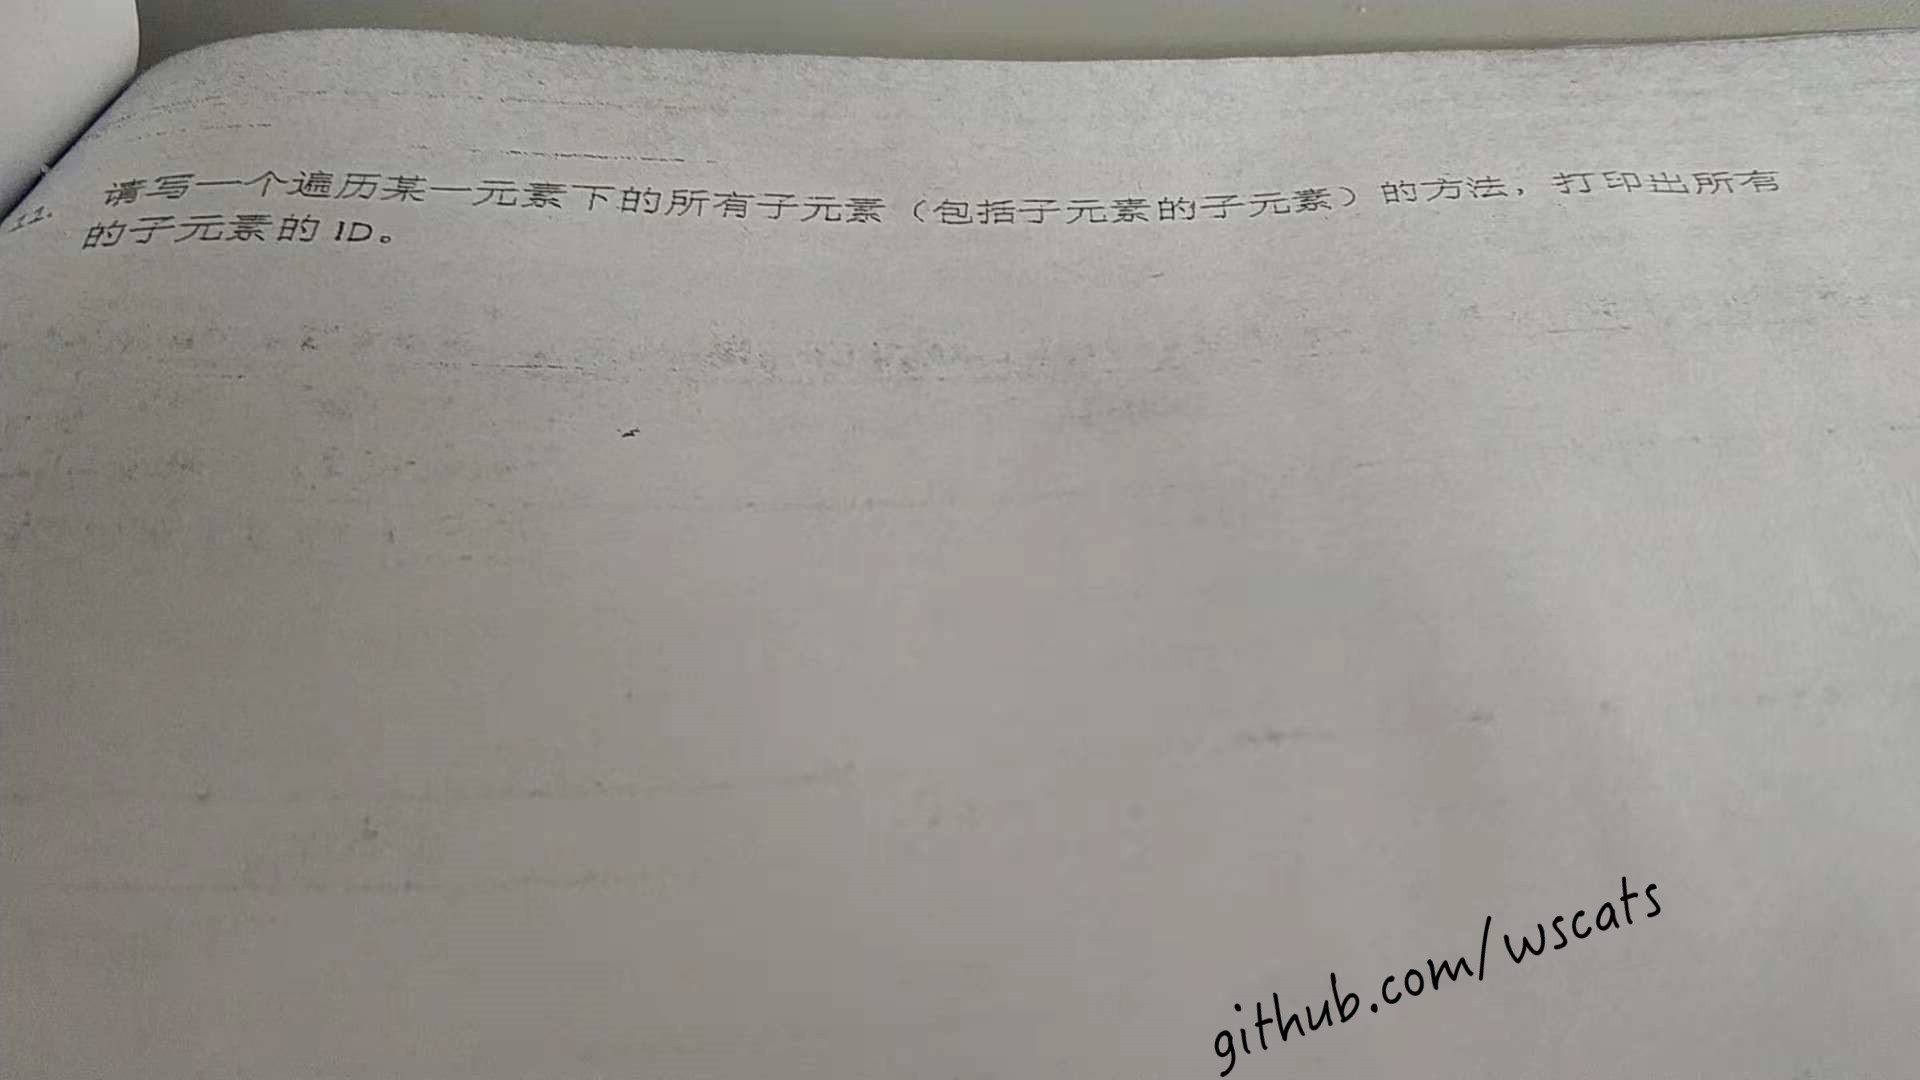 11. 请写一个遍历某一元素下的所有子元素（包括子元素的子元素）的方法，打印出所有
的子元素的 ID。
github.com/wscats